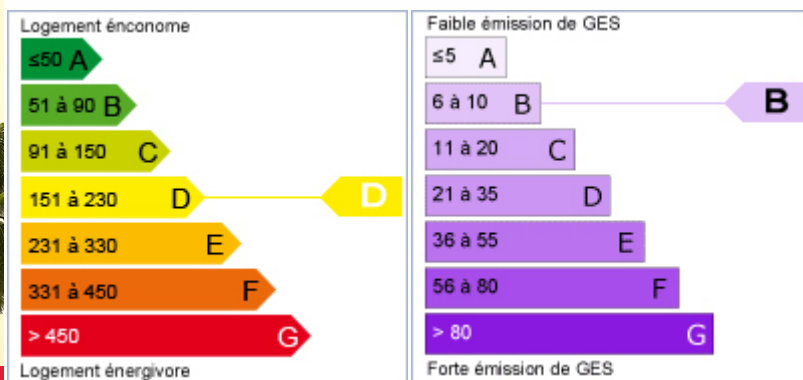 Logement énconome
≤50 A
51 à 90 B
91 à 150 C
151 à 230 D
D
231 à 330 E
331 à 450 F
> 450 G
Logement énergivore
Faible émission de GES
≤5 A
6 à 10 B
B
11 à 20 C
21 à 35 D
36 à 55 E
56 à 80 F
> 80 G
Forte émission de GES